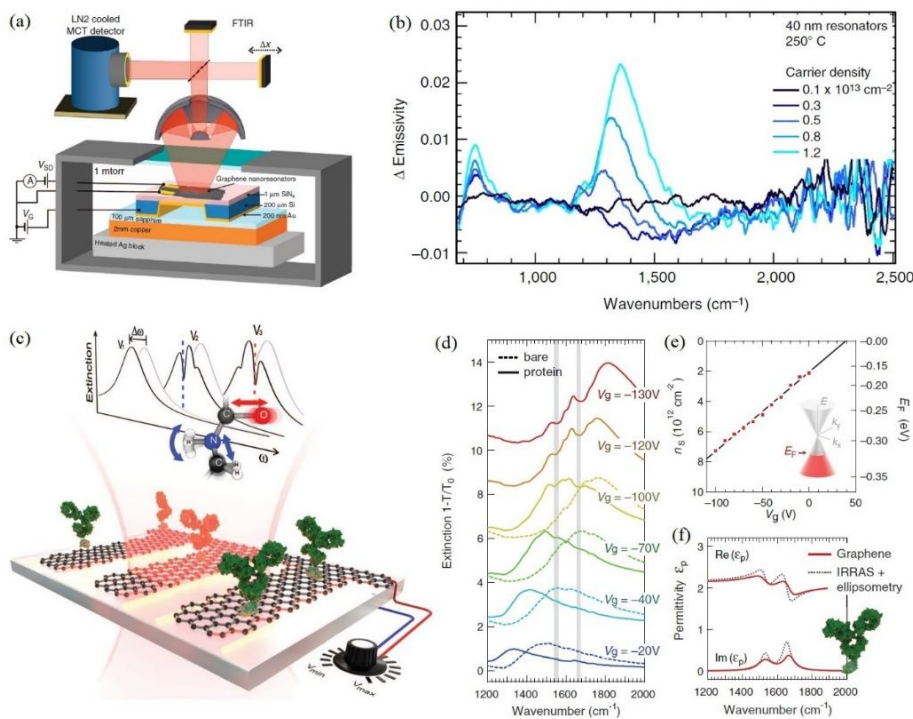 (a)
LN2 cooled
MCT detector
FTIR
Δx
1 mtorr
Graphene nanoresonators
V_SD
A
V_G
1 μm SiN_x
200 μm Si
200 nm Au
100 μm sapphire
2mm copper
Heated Ag block
(b)
Δ Emissivity
0.03
0.02
0.01
0.00
−0.01
40 nm resonators
250° C
Carrier density
0.1 x 10^13 cm^−2
0.3
0.5
0.8
1.2
1,000 1,500 2,000 2,500
Wavenumbers (cm^−1)
(c)
Extinction
Δω
V_1
V_2
V_3
C O
H N
C H
ω
V_min
V_max
(d)
Extinction 1-T/T_0 (%)
14
12
10
8
6
4
2
0
bare
protein
Vg = −130V
Vg = −120V
Vg = −100V
Vg = −70V
Vg = −40V
Vg = −20V
1200 1400 1600 1800 2000
Wavenumber (cm^-1)
(e)
n_S (10^12 cm^-2)
0
2
4
6
8
−0.00
−0.15
−0.20
−0.25
−0.30
−0.35
E_F (eV)
E
k_y
k_x
E_F
−100 −50 0 50
V_g (V)
(f)
Permittivity ε_p
3
2
1
0
Re (ε_p)
Im (ε_p)
Graphene
IRRAS +
ellipsometry
1200 1400 1600 1800 2000
Wavenumber (cm^-1)